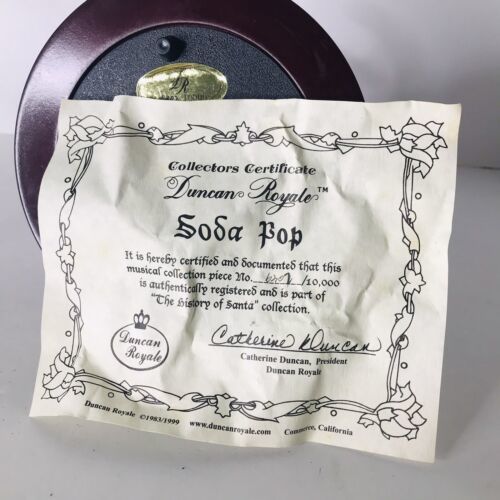 DR
Collectors Certificate
Duncan Royale™
Soda Pop
It is hereby certified and documented that this
musical collection piece No. /10,000
is authentically registered and is part of
"The History of Santa" collection.
Catherine Duncan
Catherine Duncan, President
Duncan Royale
Duncan
Royale
Duncan Royale ©1983/1999 www.duncanroyale.com Commerce, California